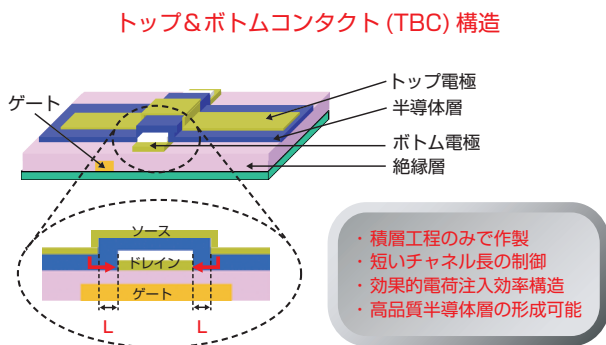 トップ&ボトムコンタクト(TBC)構造
ゲート
トップ電極
半導体層
ボトム電極
絶縁層
ソース
ドレイン
ゲート
L
L
・積層工程のみで作製
・短いチャネル長の制御
・効果的電荷注入効率構造
・高品質半導体層の形成可能